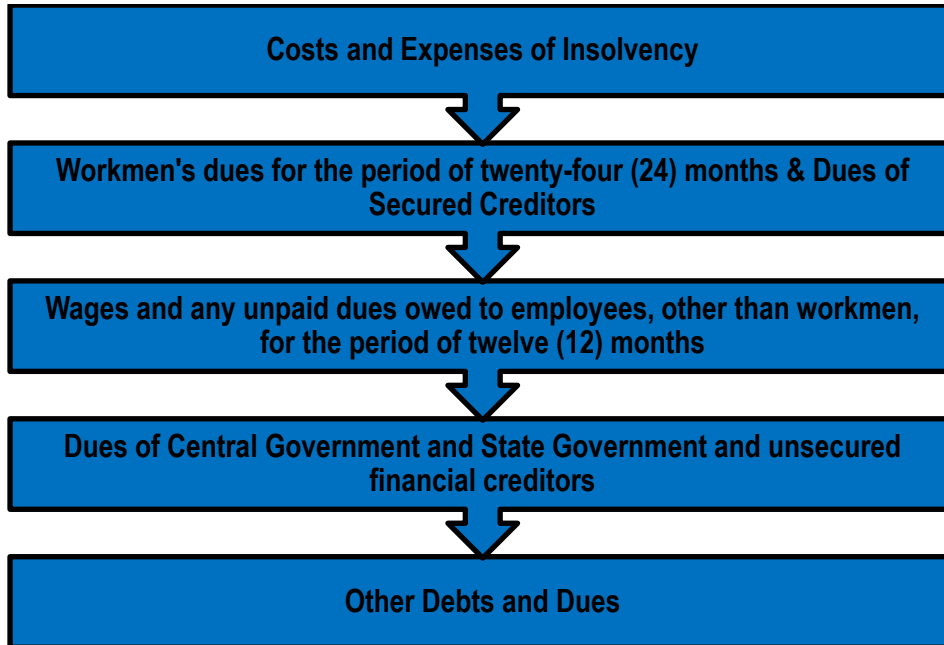 Costs and Expenses of Insolvency
Workmen's dues for the period of twenty-four (24) months & Dues of
Secured Creditors
Wages and any unpaid dues owed to employees, other than workmen,
for the period of twelve (12) months
Dues of Central Government and State Government and unsecured
financial creditors
Other Debts and Dues